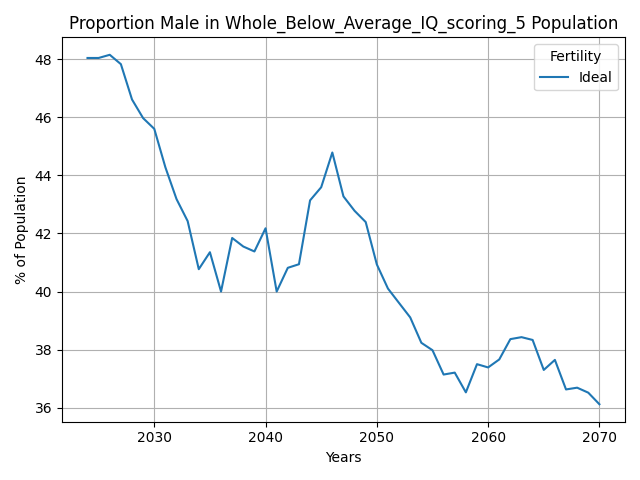 Proportion Male in Whole_Below_Average_IQ_scoring_5 Population
Fertility
Ideal
% of Population
48
46
44
42
40
38
36
2030 2040 2050 2060 2070
Years